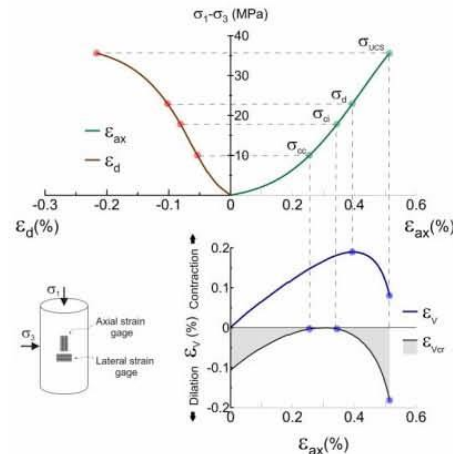 σ₁-σ₃ (MPa)
40
30
20
10
σUCS
σd
σci
σcc
εax
εd
-0.3 -0.2 -0.1 0 0.2 0.4 0.6
εd(%) εax(%)
σ₁
Axial strain
gage
σ₃
Lateral strain
gage
Dilation εV(%) Contraction
0.2
0.1
0
-0.1
-0.2
εV
εVcr
0 0.2 0.4 0.6
εax(%)